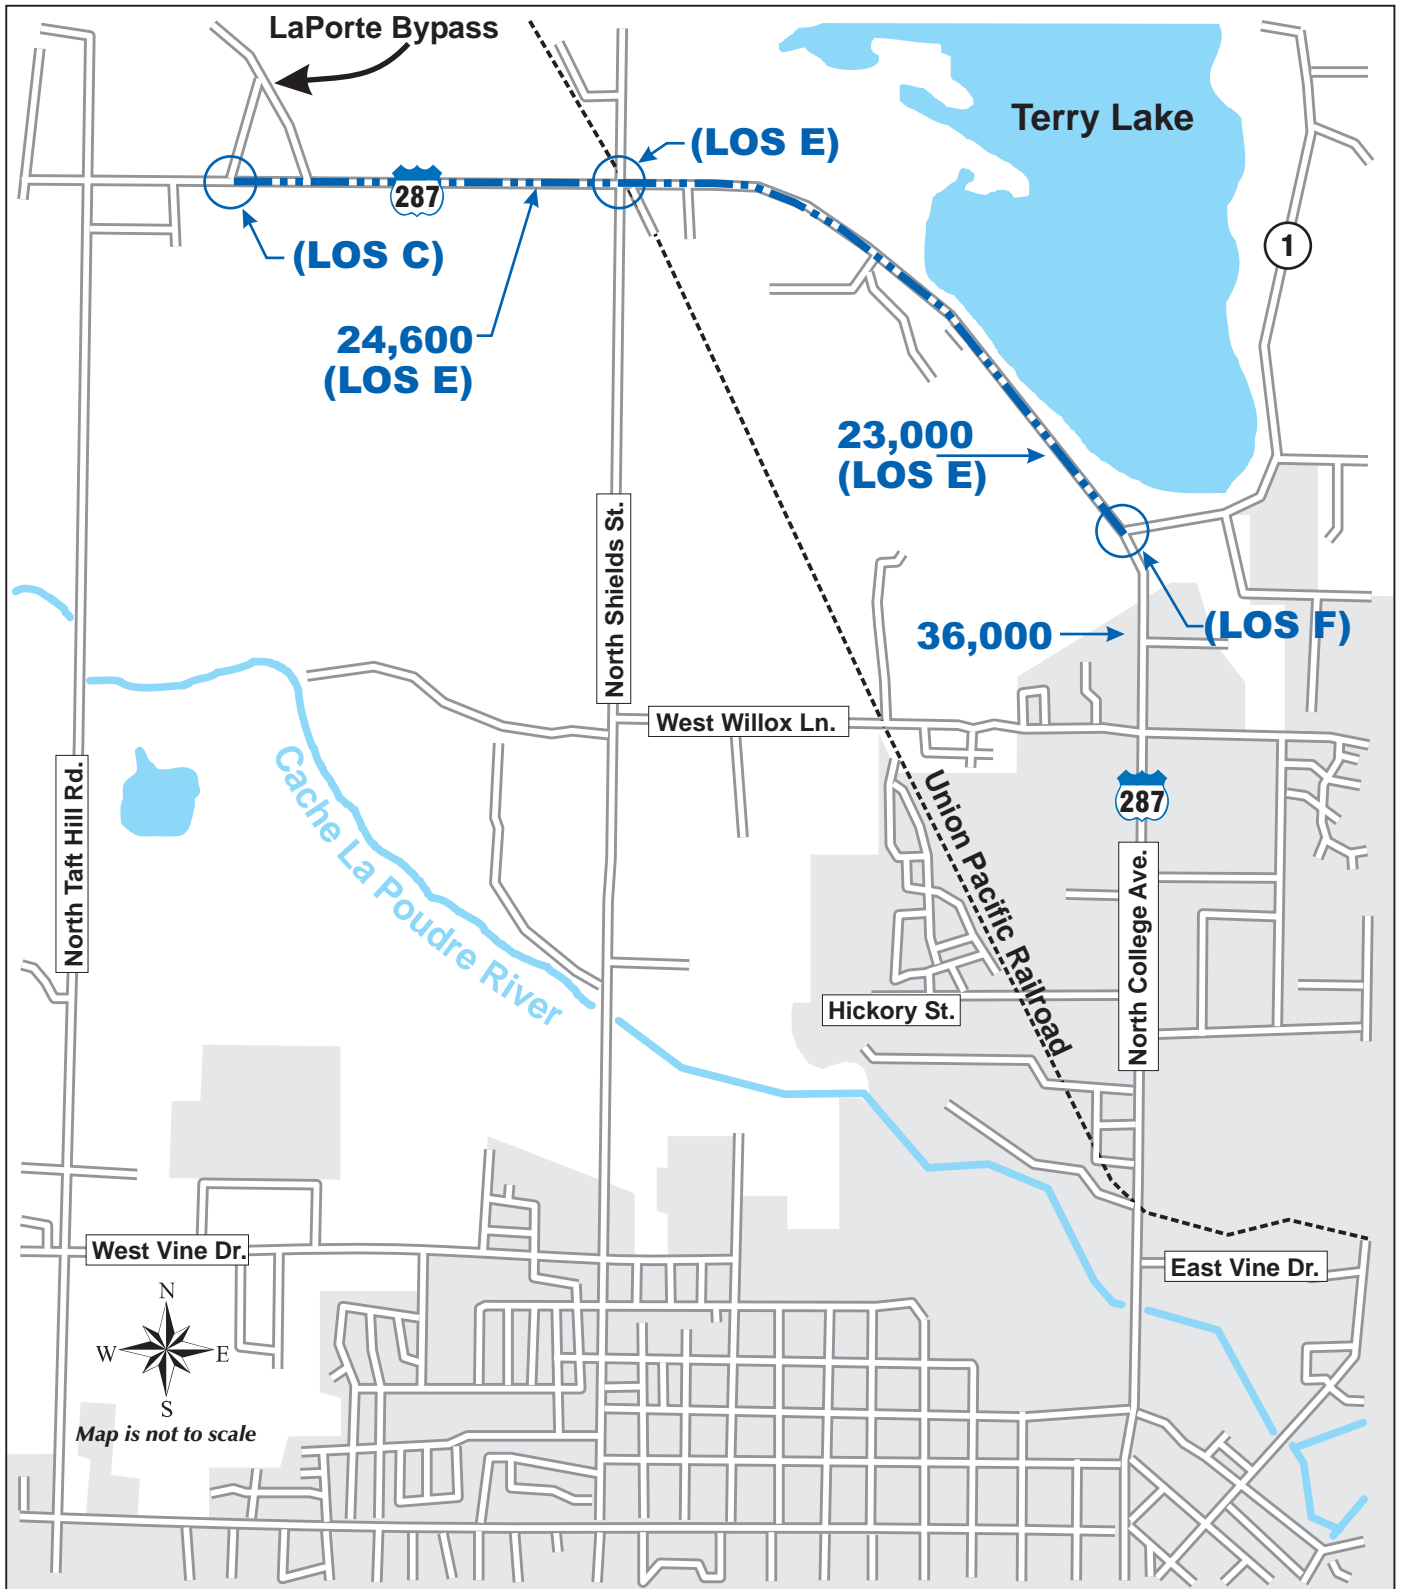 LaPorte Bypass
Terry Lake
(LOS E)
287
1
(LOS C)
24,600
(LOS E)
23,000
(LOS E)
North Shields St.
36,000
(LOS F)
West Willox Ln.
North Taft Hill Rd.
Cache La Poudre River
Union Pacific Railroad
287
North College Ave.
Hickory St.
West Vine Dr.
East Vine Dr.
N
W E
S
Map is not to scale